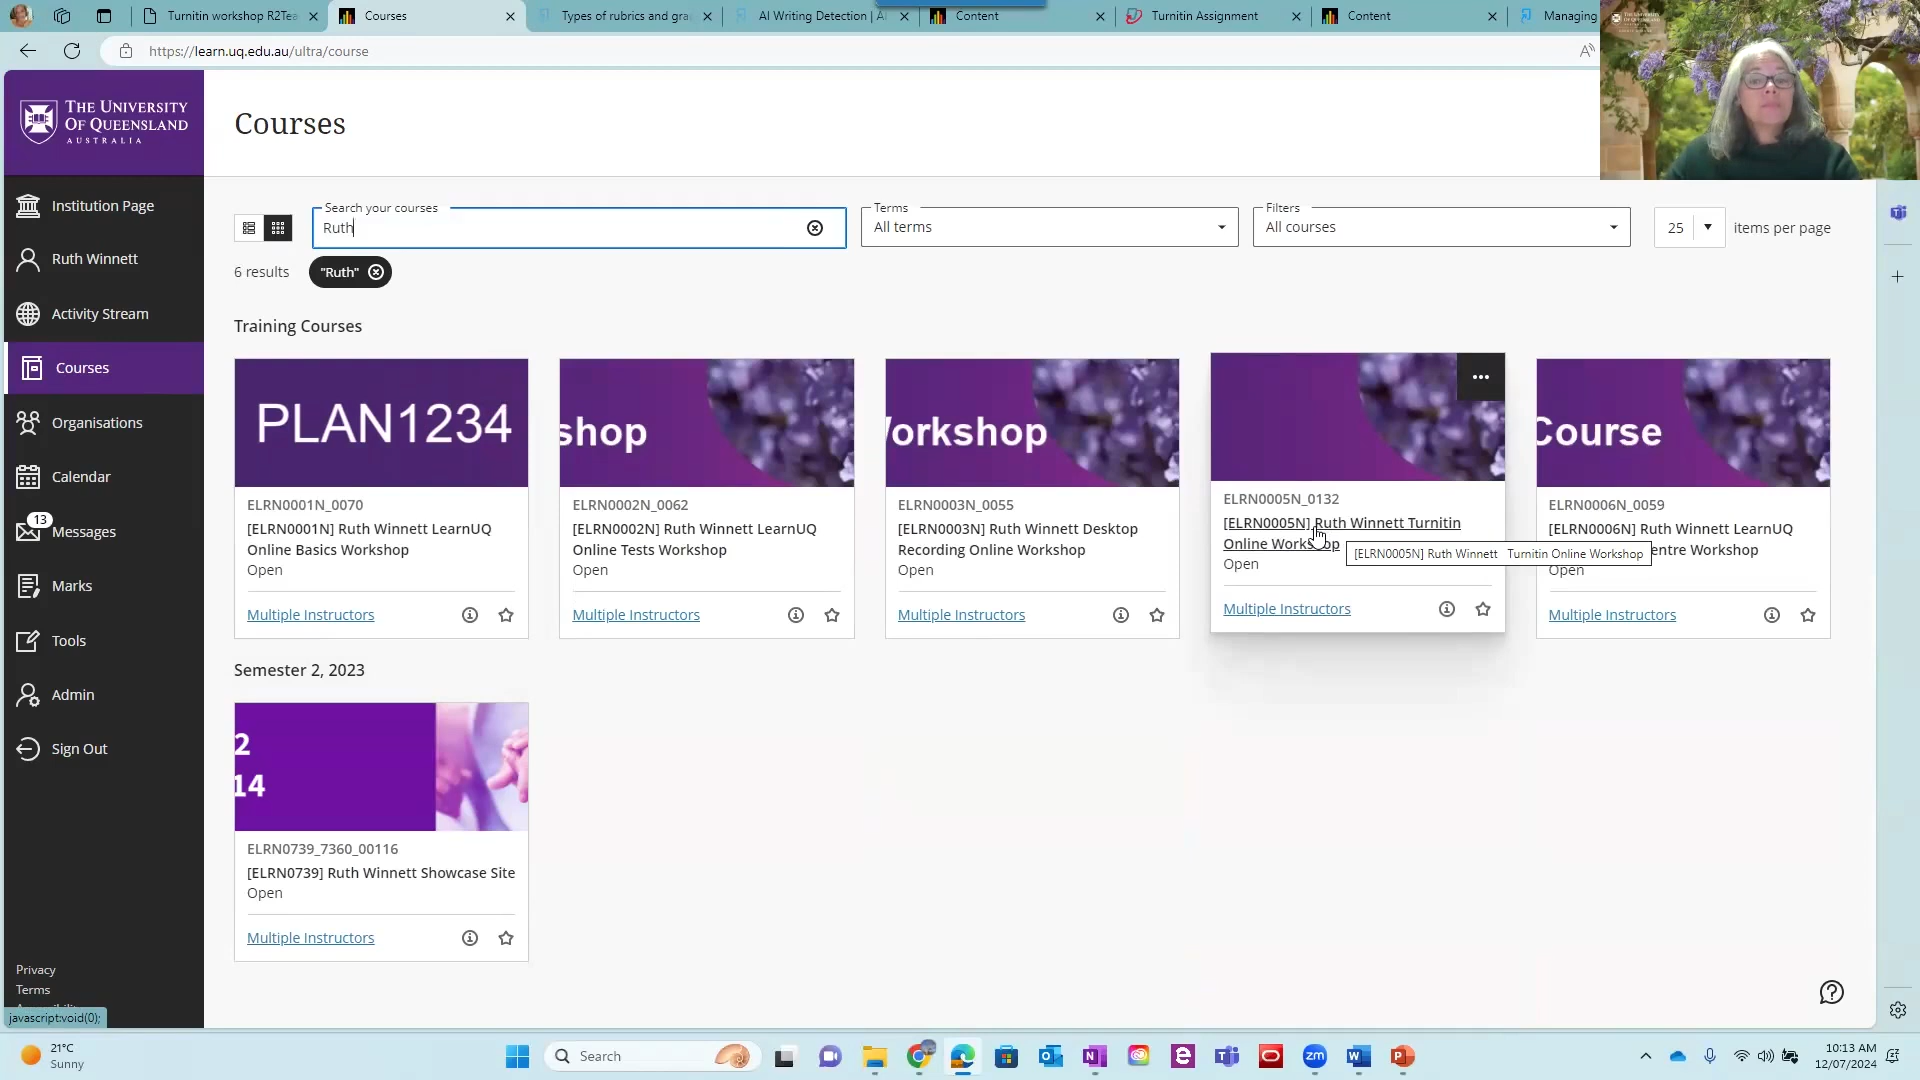 Turnitin workshop R2Tea
Courses
Types of rubrics and gra
AI Writing Detection | A
Content
Turnitin Assignment
Content
Managing
https://learn.uq.edu.au/ultra/course
THE UNIVERSITY
OF QUEENSLAND
AUSTRALIA
Courses
Institution Page
Ruth Winnett
Activity Stream
Courses
Organisations
Calendar
13
Messages
Marks
Tools
Admin
Sign Out
Privacy
Terms
javascript:void(0);
Search your courses
Ruth
Terms
All terms
Filters
All courses
25
items per page
6 results
"Ruth"
Training Courses
PLAN1234
ELRN0001N_0070
[ELRN0001N] Ruth Winnett LearnUQ
Online Basics Workshop
Open
Multiple Instructors
shop
ELRN0002N_0062
[ELRN0002N] Ruth Winnett LearnUQ
Online Tests Workshop
Open
Multiple Instructors
Workshop
ELRN0003N_0055
[ELRN0003N] Ruth Winnett Desktop
Recording Online Workshop
Open
Multiple Instructors
ELRN0005N_0132
[ELRN0005N] Ruth Winnett Turnitin
Online Workshop
Open
Multiple Instructors
[ELRN0005N] Ruth Winnett Turnitin Online Workshop
Course
ELRN0006N_0059
[ELRN0006N] Ruth Winnett LearnUQ
entre Workshop
Open
Multiple Instructors
Semester 2, 2023
2
14
ELRN0739_7360_00116
[ELRN0739] Ruth Winnett Showcase Site
Open
Multiple Instructors
21°C
Sunny
Search
10:13 AM
12/07/2024